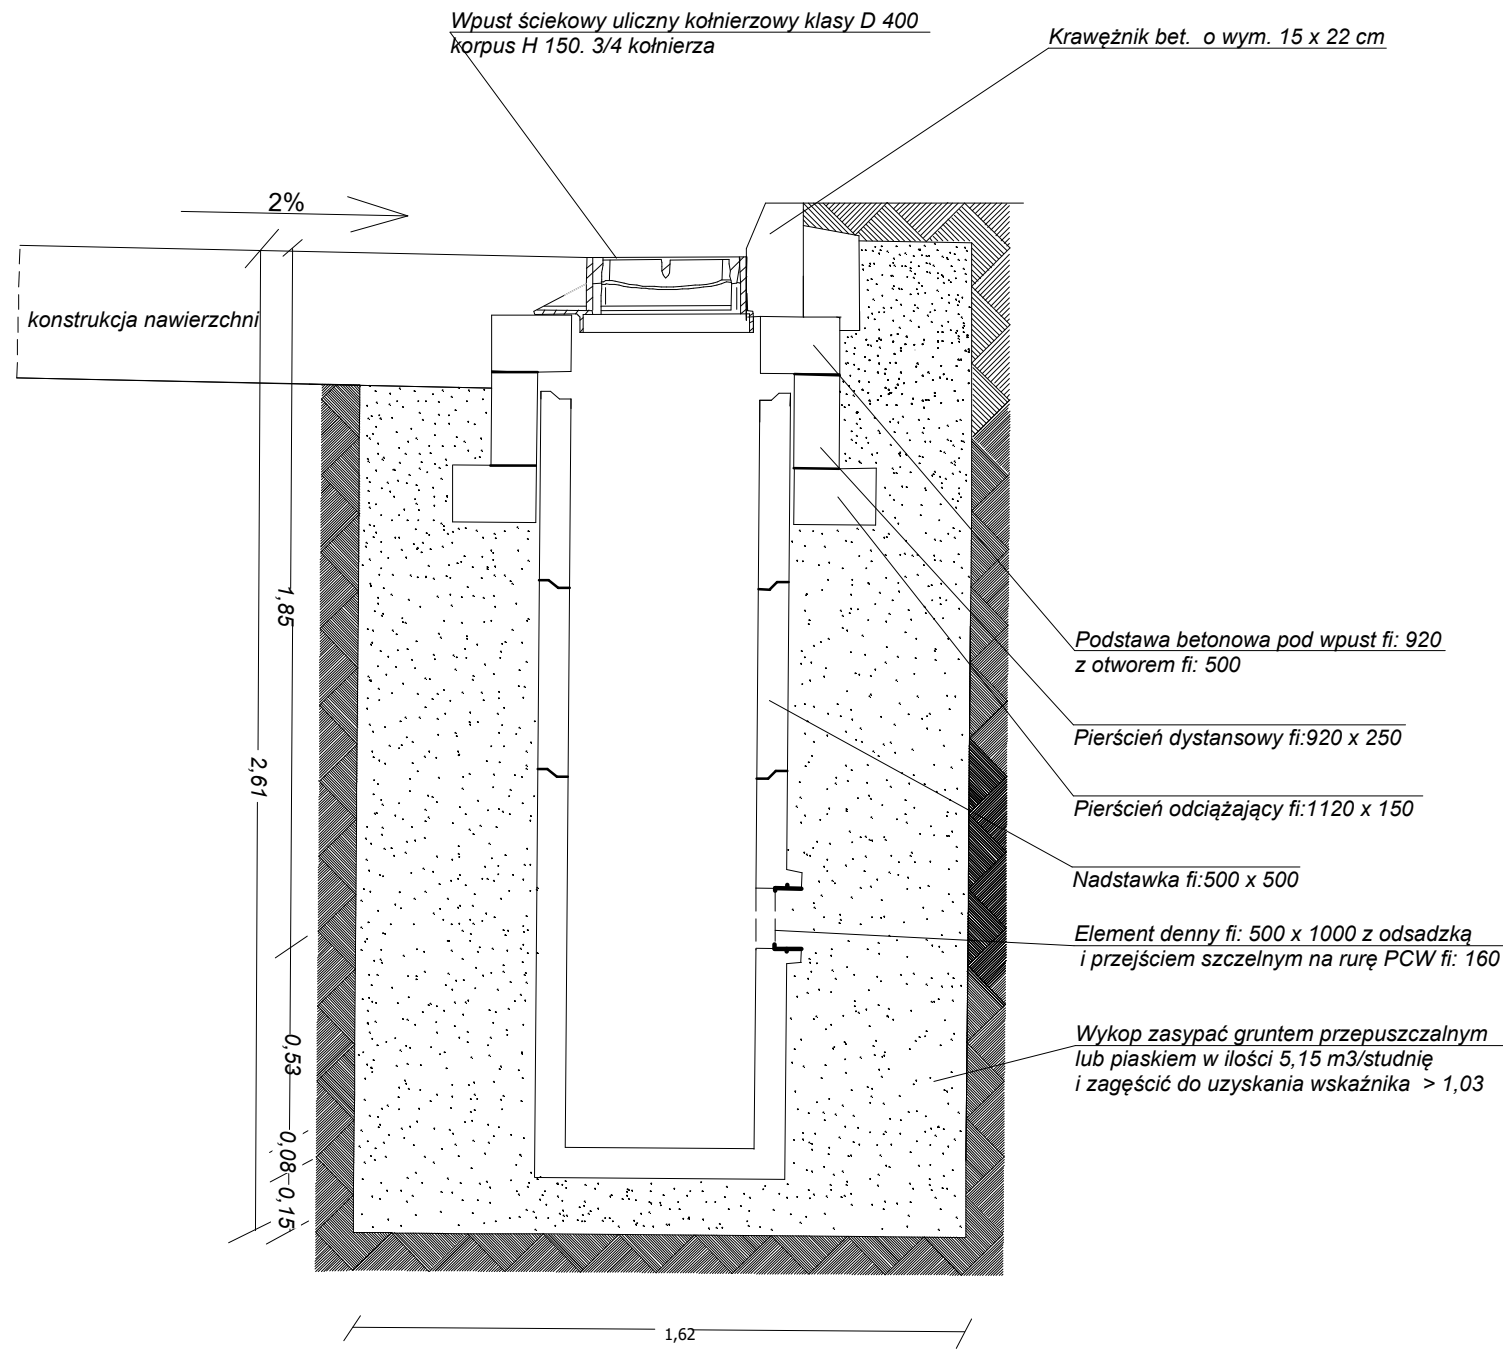 Wpust ściekowy uliczny kołnierzowy klasy D 400
korpus H 150. 3/4 kołnierza
Krawężnik bet. o wym. 15 x 22 cm
2%
konstrukcja nawierzchni
1,85
2,61
0,53
0,08
0,15
1,62
Podstawa betonowa pod wpust fi: 920
z otworem fi: 500
Pierścień dystansowy fi:920 x 250
Pierścień odciążający fi:1120 x 150
Nadstawka fi:500 x 500
Element denny fi: 500 x 1000 z odsadzką
i przejściem szczelnym na rurę PCW fi: 160
Wykop zasypać gruntem przepuszczalnym
lub piaskiem w ilości 5,15 m3/studnię
i zagęścić do uzyskania wskaźnika > 1,03